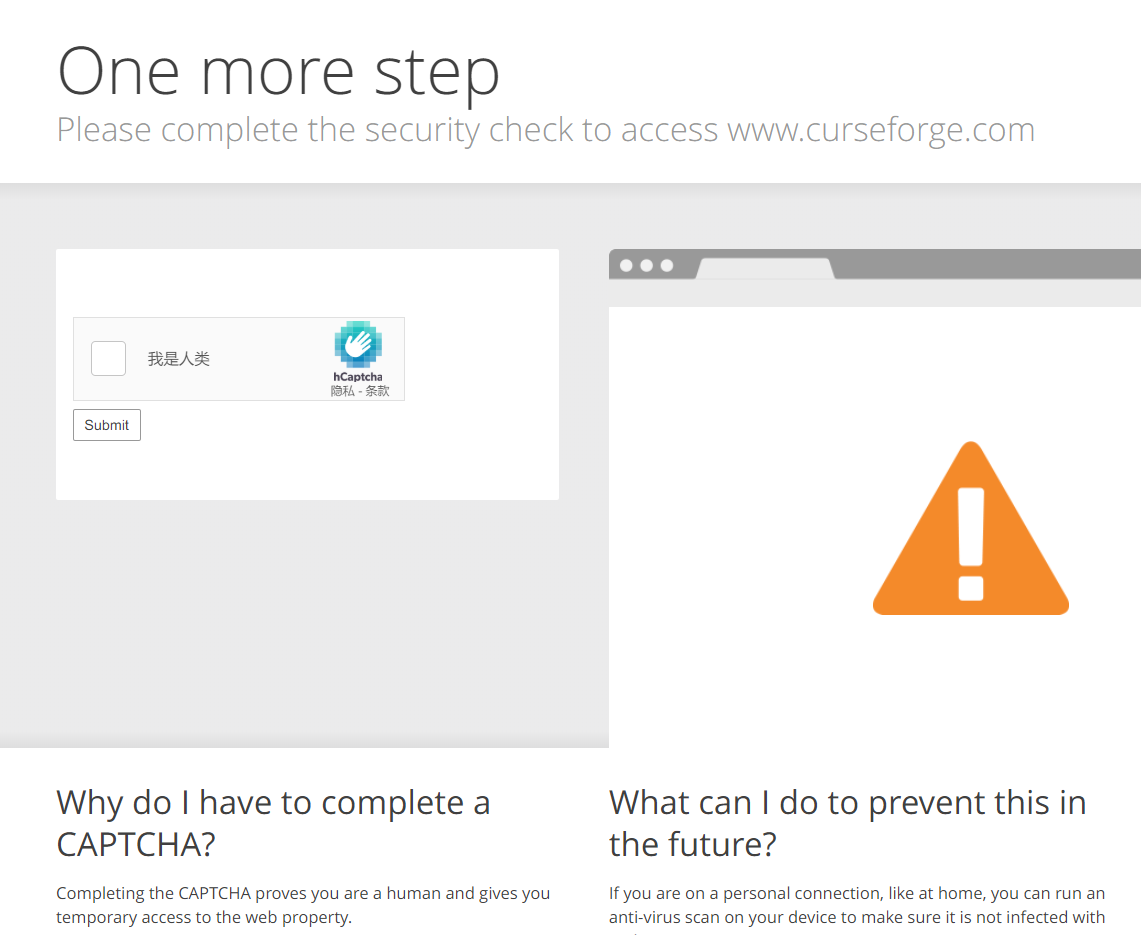 One more step
Please complete the security check to access www.curseforge.com
我是人类
hCaptcha
隐私 - 条款
Submit
Why do I have to complete a
CAPTCHA?
Completing the CAPTCHA proves you are a human and gives you
temporary access to the web property.
What can I do to prevent this in
the future?
If you are on a personal connection, like at home, you can run an
anti-virus scan on your device to make sure it is not infected with